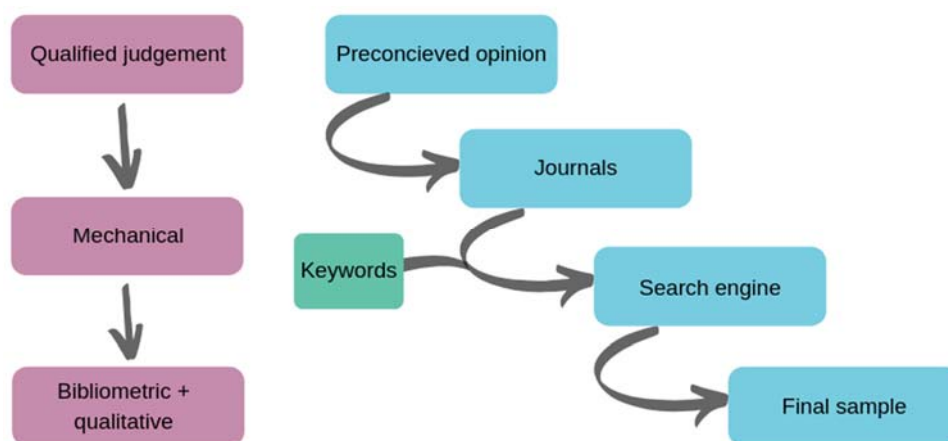 Qualified judgement
Preconcieved opinion
Journals
Mechanical
Keywords
Search engine
Bibliometric +
qualitative
Final sample